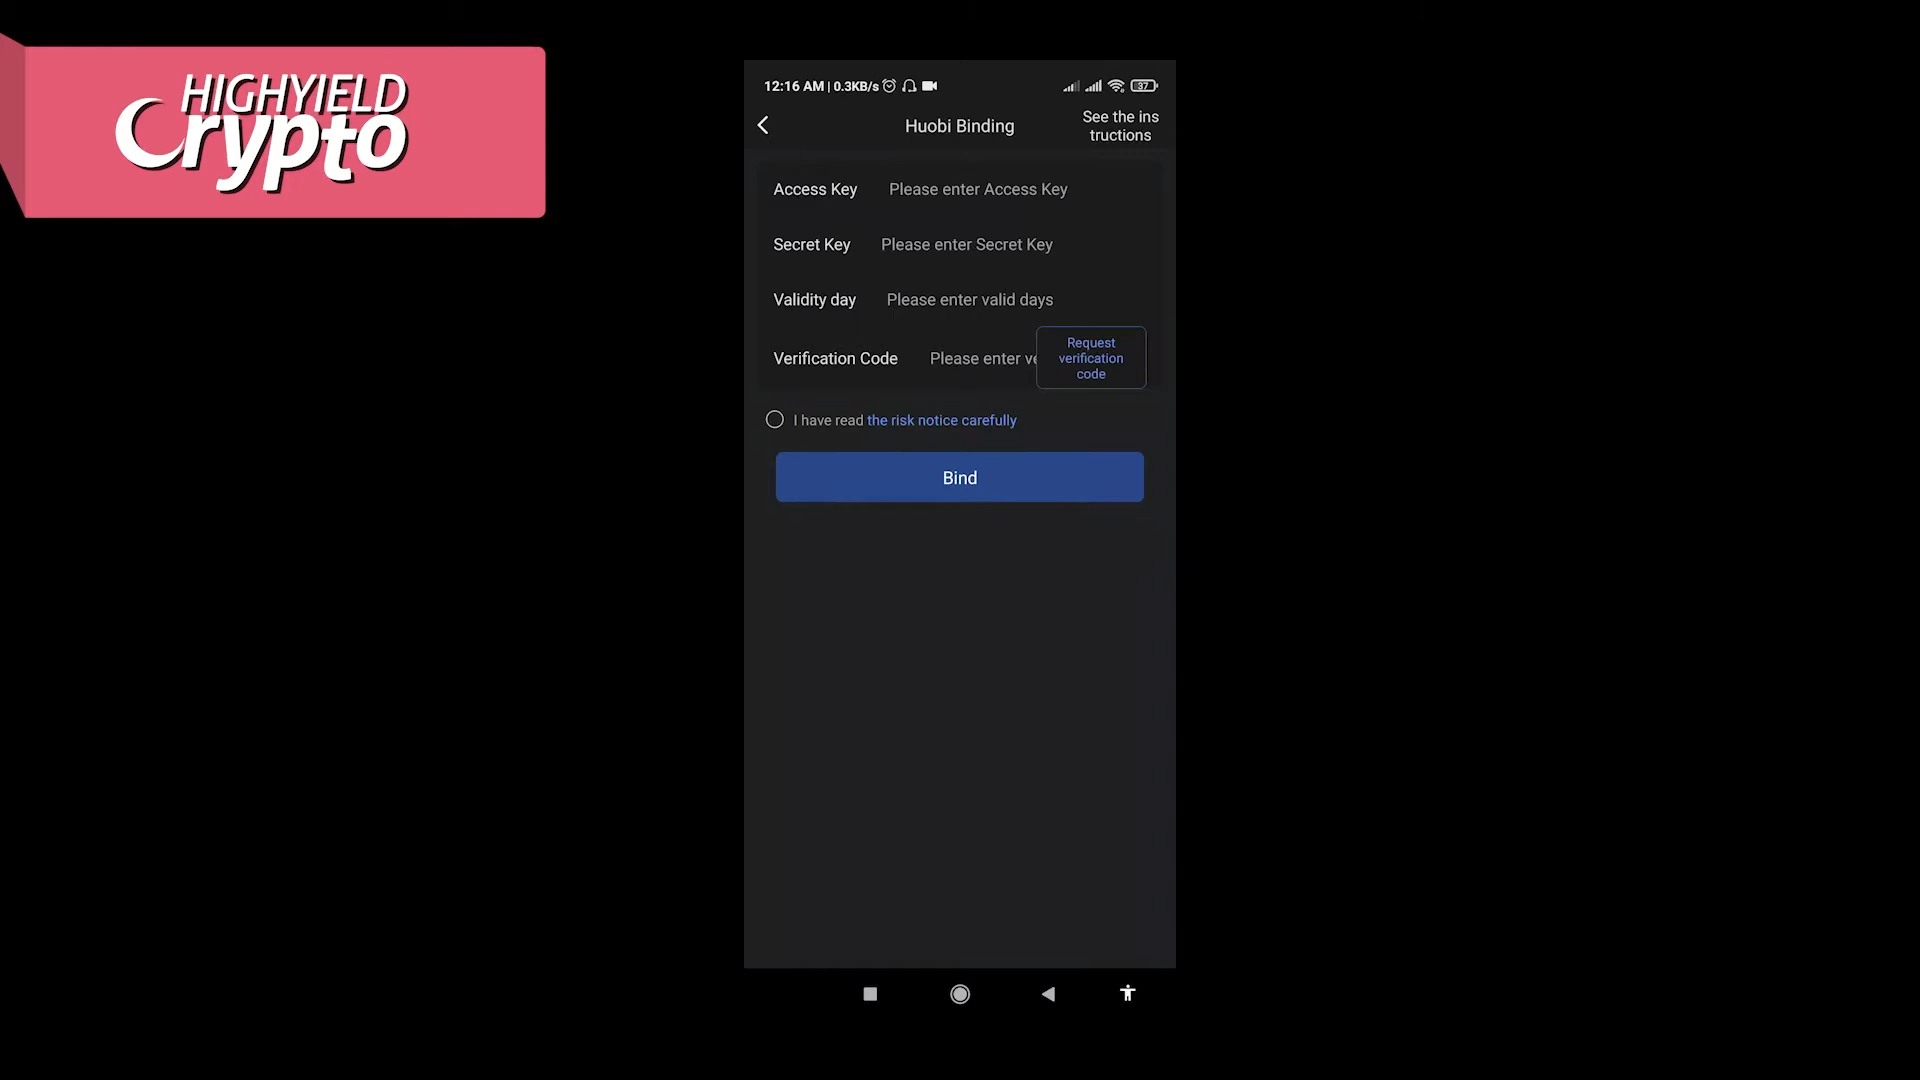 HIGHYIELD
Crypto
12:16 AM | 0.3KB/s
37
Huobi Binding
See the ins
tructions
Access Key Please enter Access Key
Secret Key Please enter Secret Key
Validity day Please enter valid days
Verification Code Please enter ve
Request
verification
code
I have read the risk notice carefully
Bind